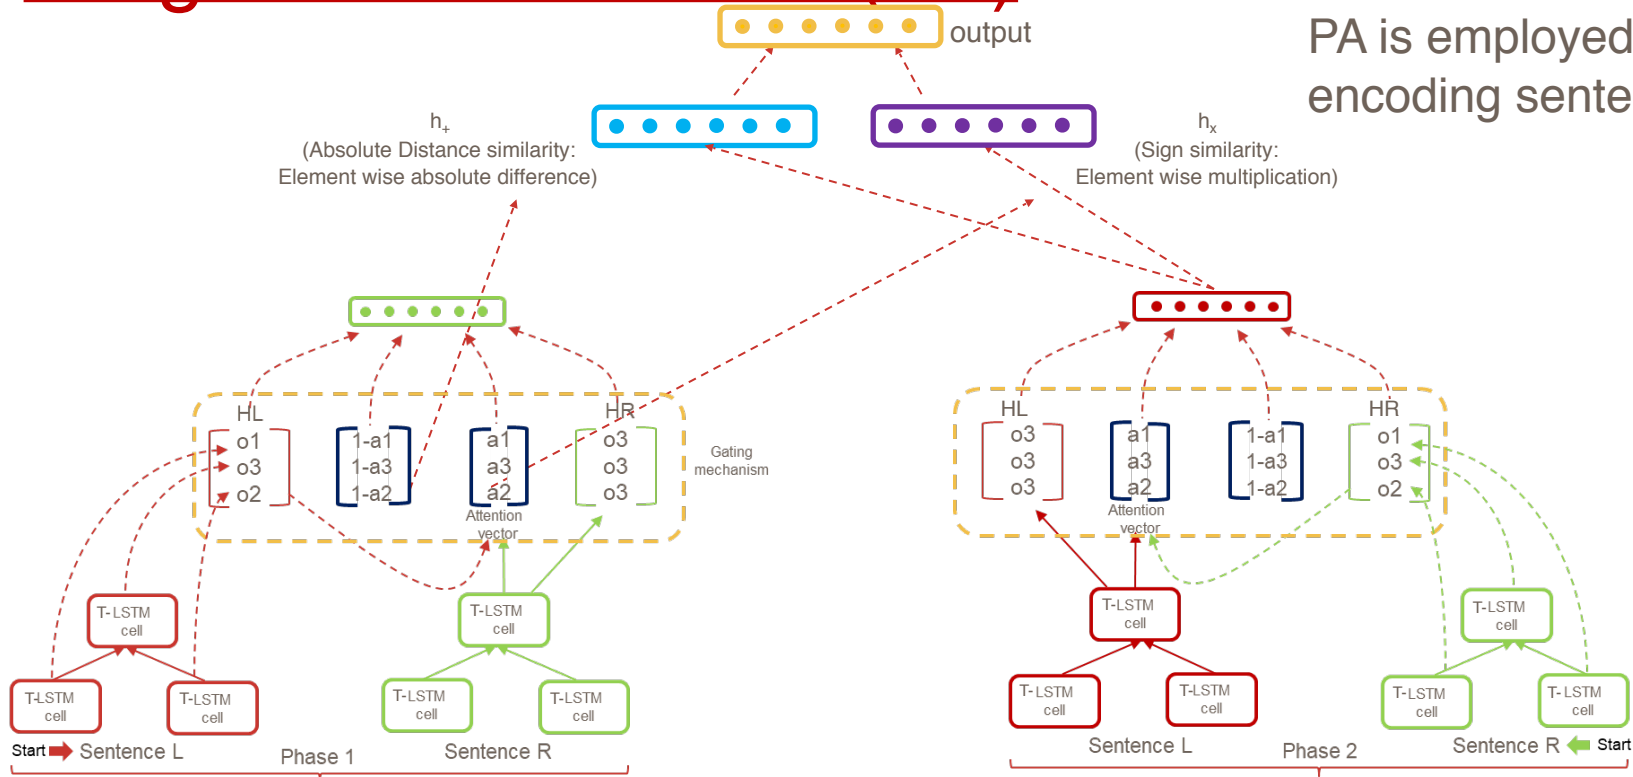 output
PA is employed
encoding sente
h+
(Absolute Distance similarity:
Element wise absolute difference)
hx
(Sign similarity:
Element wise multiplication)
HL
o1
o3
o2
1-a1
1-a3
1-a2
a1
a3
a2
Attention
vector
HR
o3
o3
o3
Gating
mechanism
HL
o3
o3
o3
a1
a3
a2
Attention
vector
1-a1
1-a3
1-a2
HR
o1
o3
o2
T-LSTM
cell
T-LSTM
cell
T-LSTM
cell
T-LSTM
cell
T-LSTM
cell
T-LSTM
cell
T-LSTM
cell
T-LSTM
cell
T-LSTM
cell
T-LSTM
cell
T-LSTM
cell
T-LSTM
cell
Start Sentence L Phase 1 Sentence R
Sentence L Phase 2 Sentence R Start